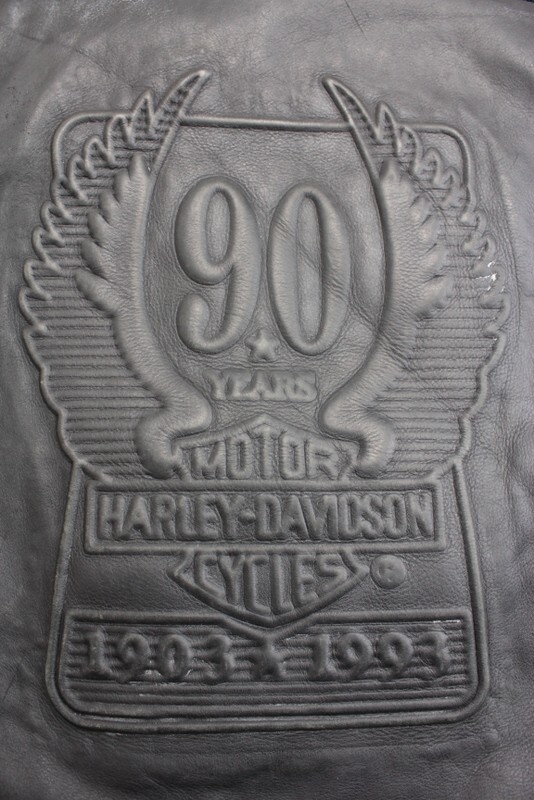 90
★
YEARS
MOTOR
HARLEY-DAVIDSON
CYCLES ®
1903 ★ 1993